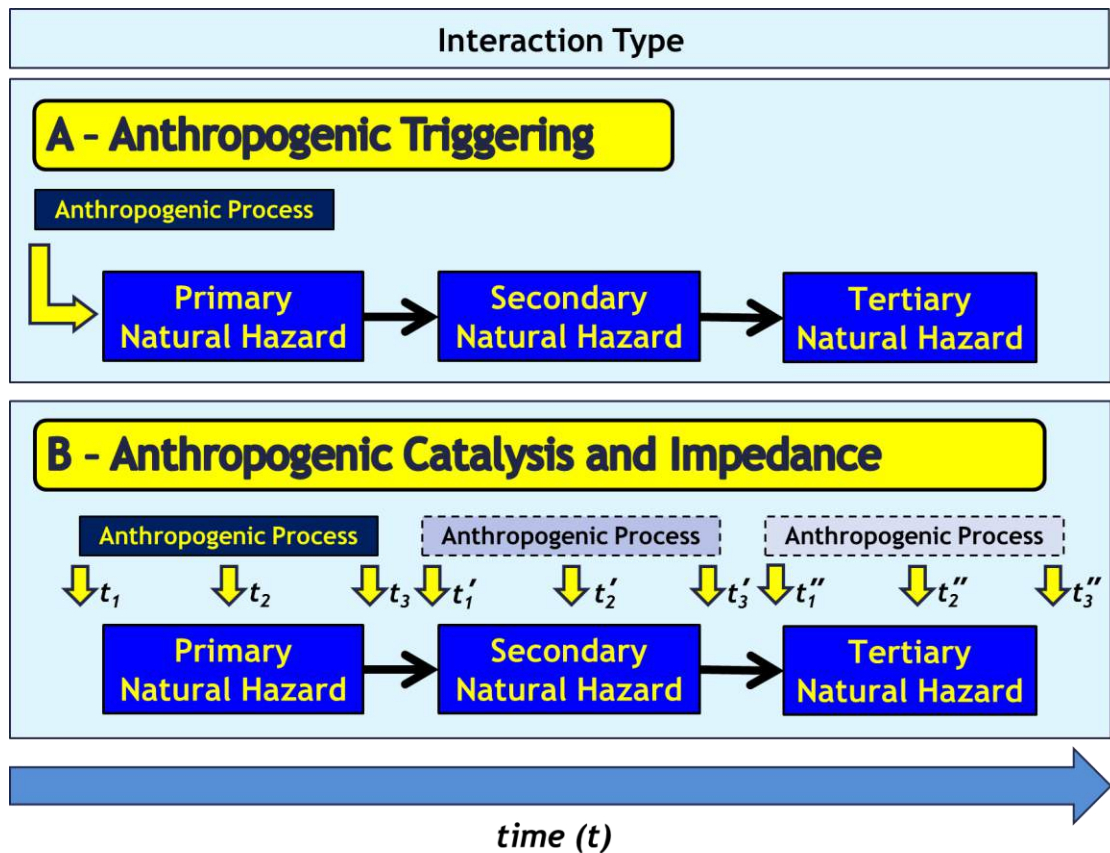 Interaction Type
A – Anthropogenic Triggering
Anthropogenic Process
Primary
Natural Hazard
Secondary
Natural Hazard
Tertiary
Natural Hazard
B – Anthropogenic Catalysis and Impedance
Anthropogenic Process
Anthropogenic Process
Anthropogenic Process
t₁ t₂ t₃ t₁′ t₂′ t₃′ t₁″ t₂″ t₃″
Primary
Natural Hazard
Secondary
Natural Hazard
Tertiary
Natural Hazard
time (t)